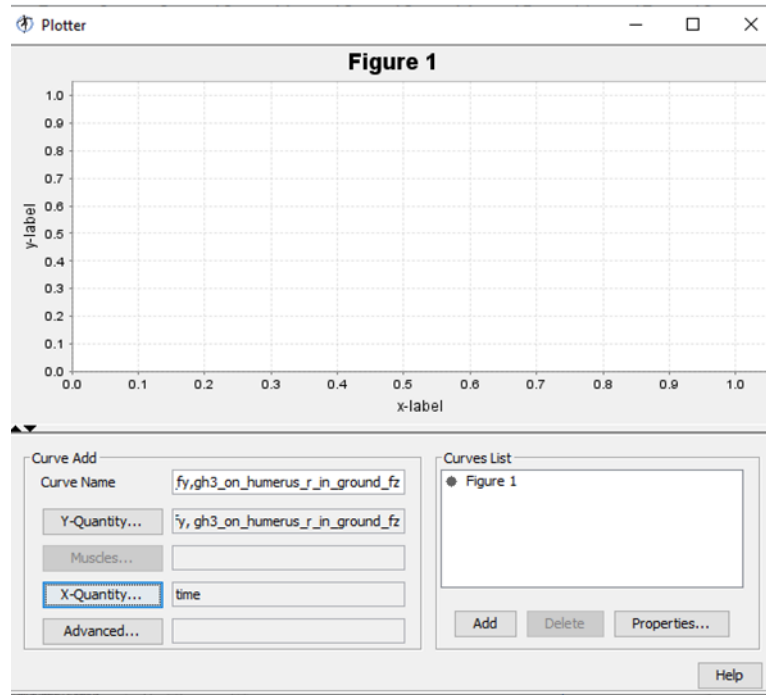 Plotter
Figure 1
1.0
0.9
0.8
0.7
0.6
0.5
0.4
0.3
0.2
0.1
0.0
y-label
0.0 0.1 0.2 0.3 0.4 0.5 0.6 0.7 0.8 0.9 1.0
x-label
Curve Add
Curve Name fy,gh3_on_humerus_r_in_ground_fz
Y-Quantity... y, gh3_on_humerus_r_in_ground_fz
Muscles...
X-Quantity... time
Advanced...
Curves List
Figure 1
Add Delete Properties...
Help